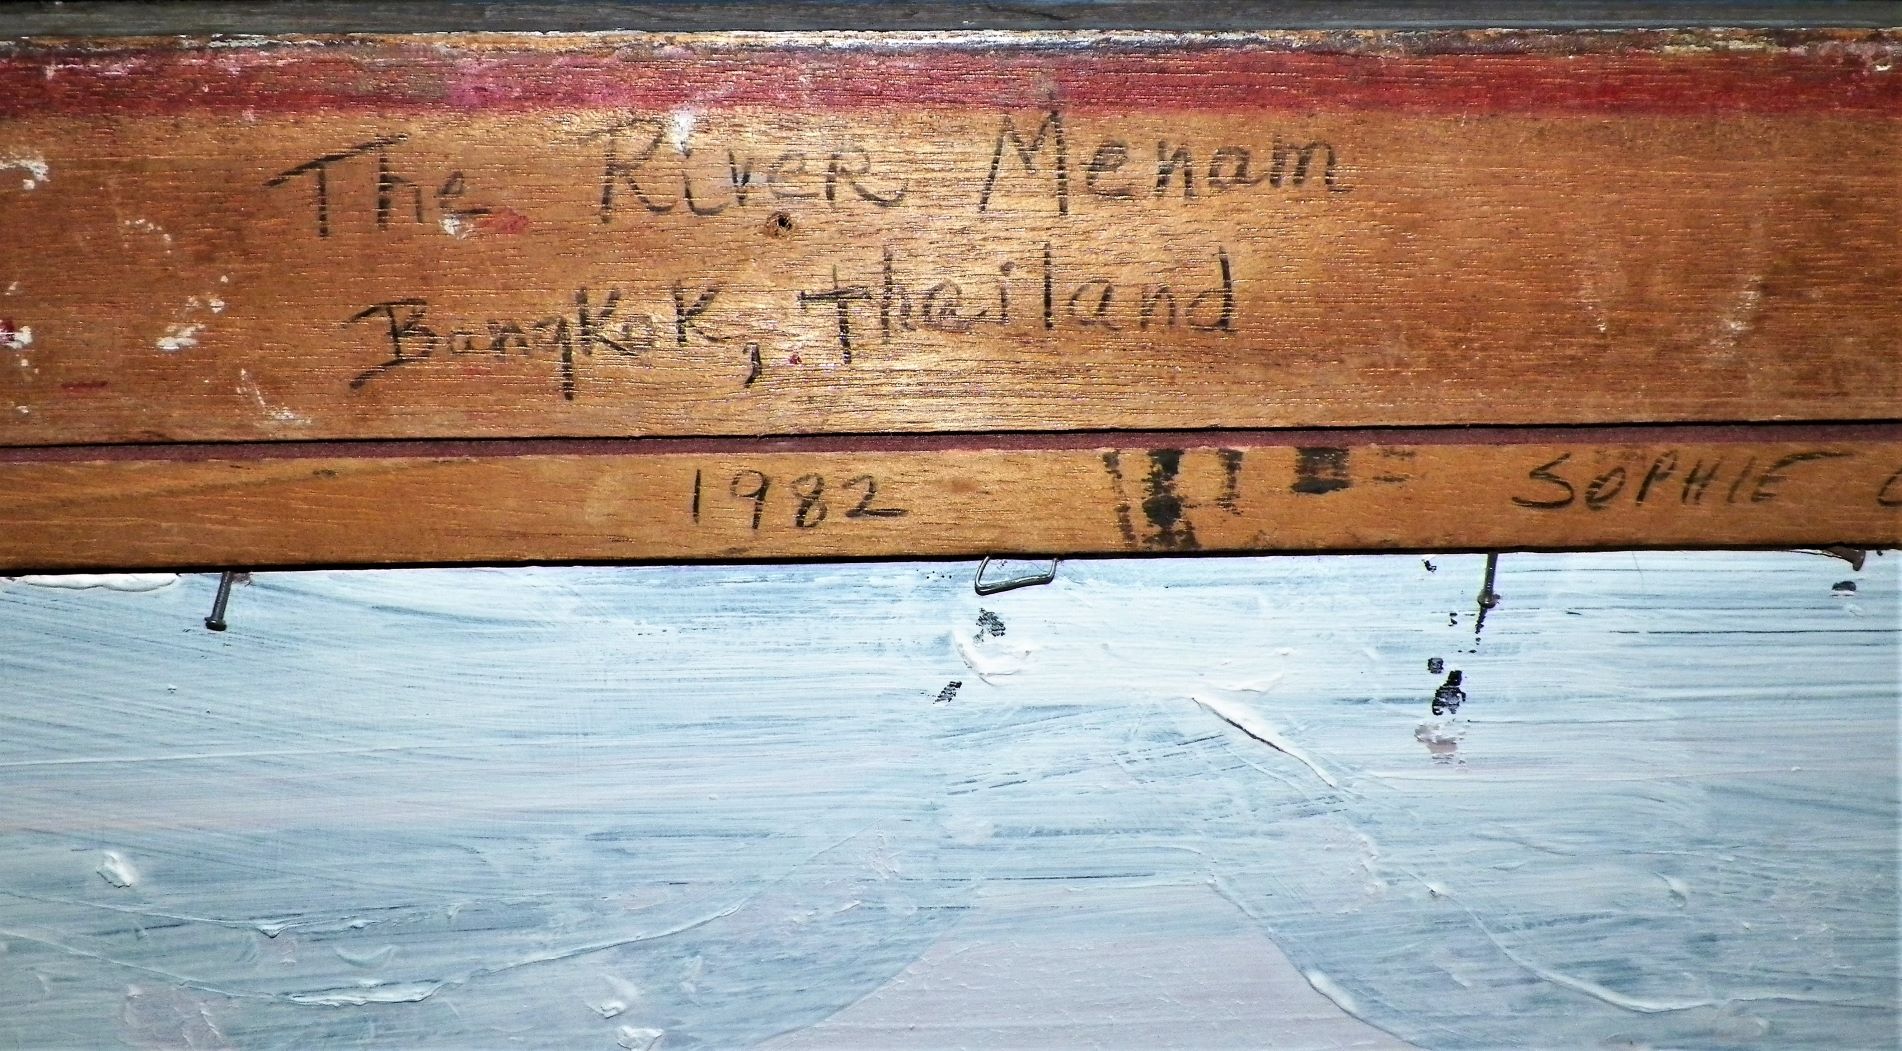 The River Menam
Bangkok, Thailand
1982 SOPHIE